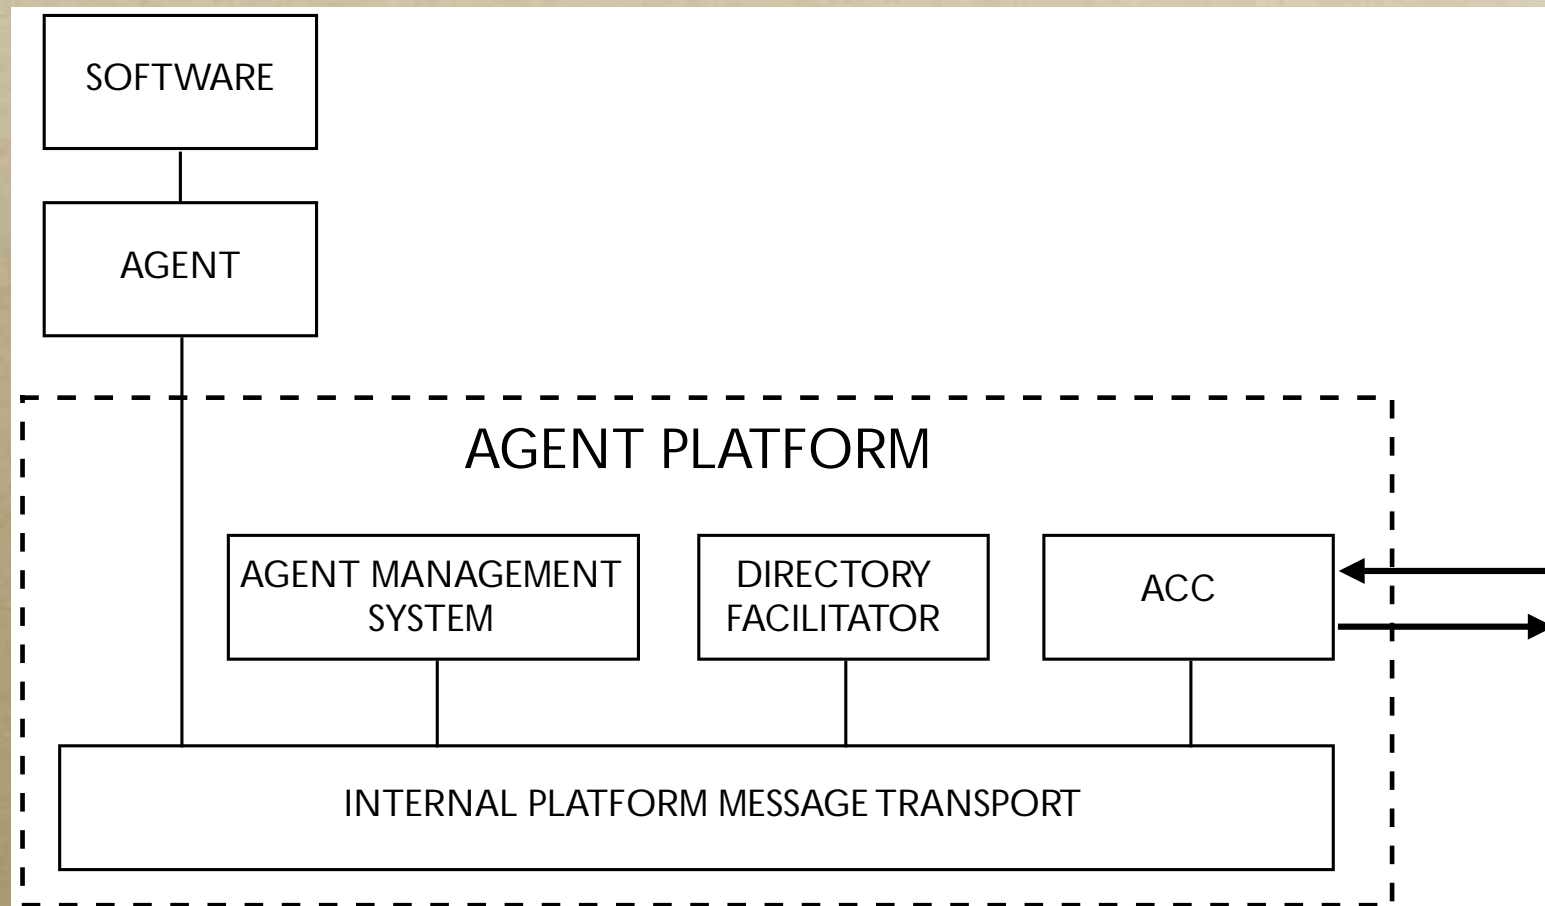 SOFTWARE
AGENT
AGENT PLATFORM
AGENT MANAGEMENT
SYSTEM
DIRECTORY
FACILITATOR
ACC
INTERNAL PLATFORM MESSAGE TRANSPORT